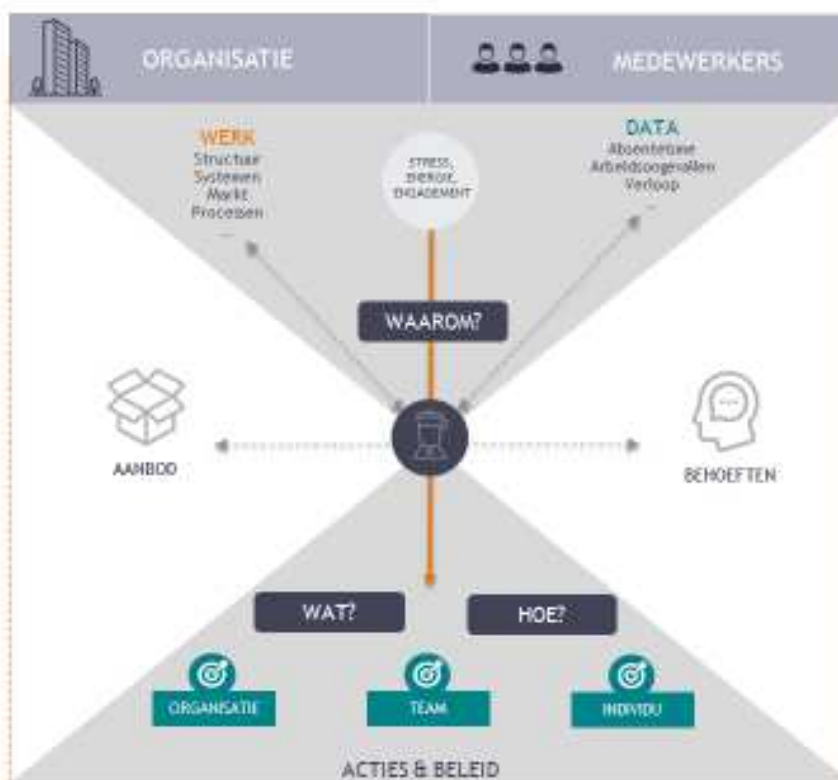 ORGANISATIE
MEDEWERKERS
WERK
Structuur
Systemen
Markt
Processen
...
STRESS,
ENERGIE,
ENGAGEMENT
DATA
Absenteïsme
Arbeidsongevallen
Verloop
...
WAAROM?
AANBOD
BEHOEFTEN
WAT?
HOE?
ORGANISATIE
TEAM
INDIVIDU
ACTIES & BELEID